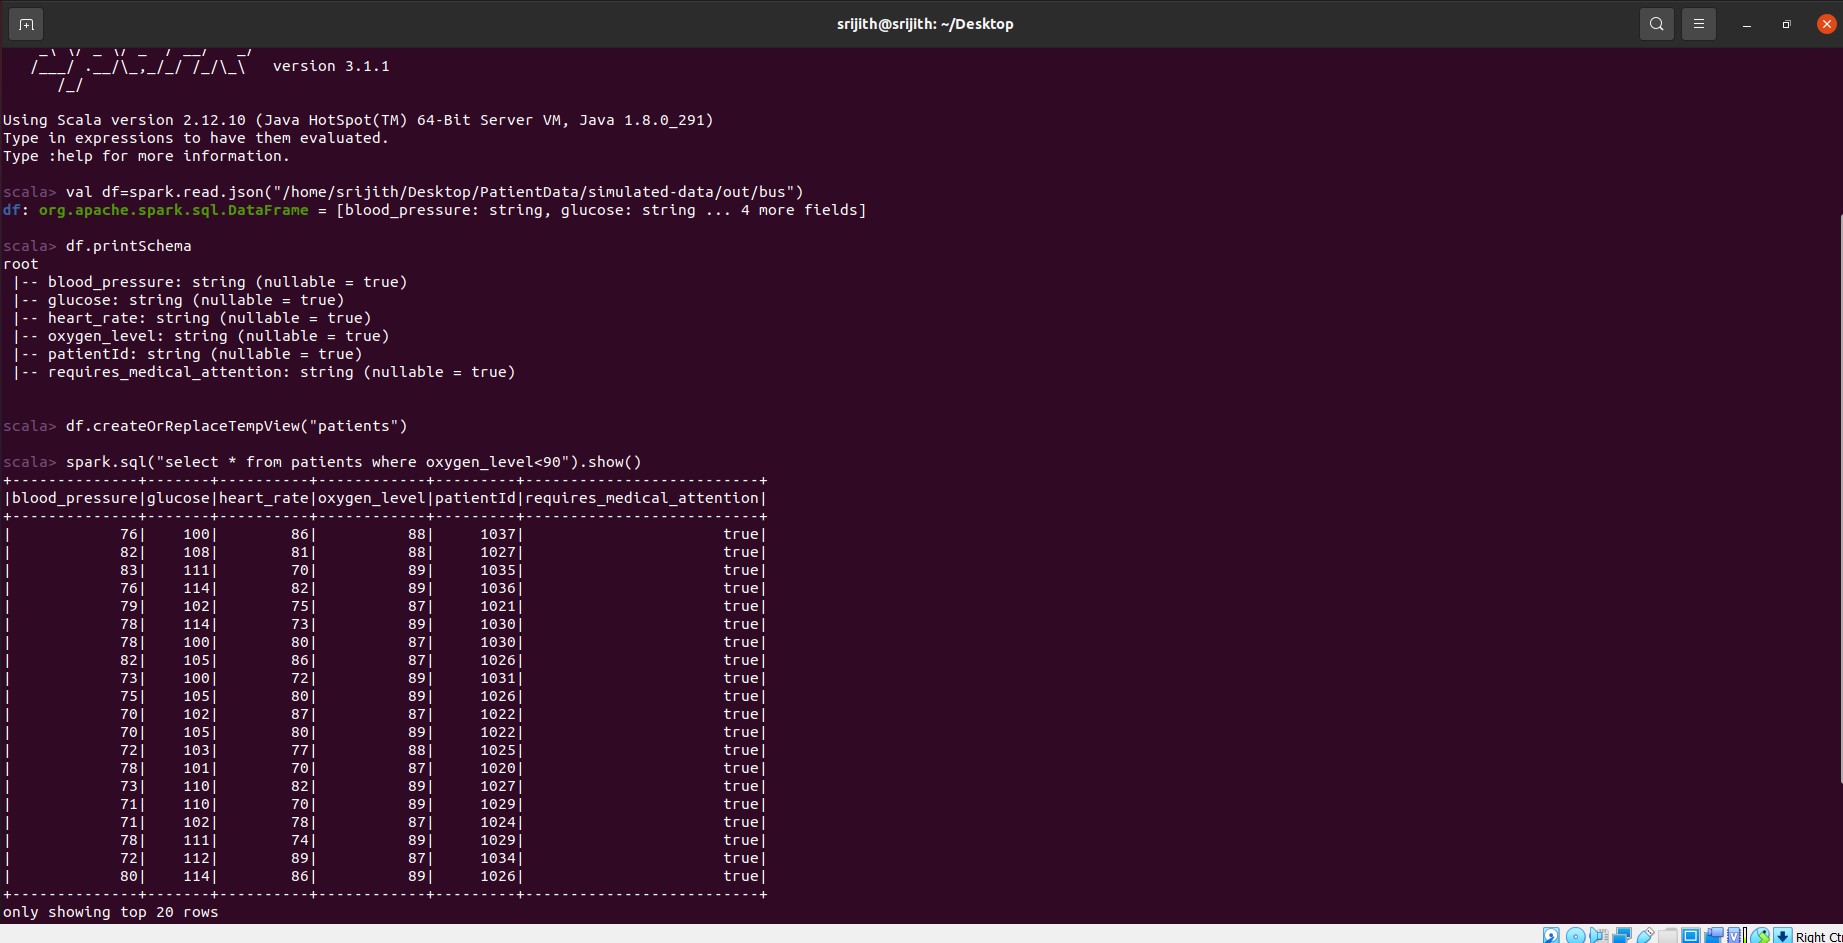 srijith@srijith: ~/Desktop
/___/ .__/\_,_/_/ /_/\_\   version 3.1.1
/_/
Using Scala version 2.12.10 (Java HotSpot(TM) 64-Bit Server VM, Java 1.8.0_291)
Type in expressions to have them evaluated.
Type :help for more information.
scala> val df=spark.read.json("/home/srijith/Desktop/PatientData/simulated-data/out/bus")
df: org.apache.spark.sql.DataFrame = [blood_pressure: string, glucose: string ... 4 more fields]
scala> df.printSchema
root
 |-- blood_pressure: string (nullable = true)
 |-- glucose: string (nullable = true)
 |-- heart_rate: string (nullable = true)
 |-- oxygen_level: string (nullable = true)
 |-- patientId: string (nullable = true)
 |-- requires_medical_attention: string (nullable = true)
scala> df.createOrReplaceTempView("patients")
scala> spark.sql("select * from patients where oxygen_level<90").show()
+--------------+-------+----------+------------+---------+--------------------------+
|blood_pressure|glucose|heart_rate|oxygen_level|patientId|requires_medical_attention|
+--------------+-------+----------+------------+---------+--------------------------+
|            76|    100|        86|          88|     1037|                      true|
|            82|    108|        81|          88|     1027|                      true|
|            83|    111|        70|          89|     1035|                      true|
|            76|    114|        82|          89|     1036|                      true|
|            79|    102|        75|          87|     1021|                      true|
|            78|    114|        73|          89|     1030|                      true|
|            78|    100|        80|          87|     1030|                      true|
|            82|    105|        86|          87|     1026|                      true|
|            73|    100|        72|          89|     1031|                      true|
|            75|    105|        80|          89|     1026|                      true|
|            70|    102|        87|          87|     1022|                      true|
|            70|    105|        80|          89|     1022|                      true|
|            72|    103|        77|          88|     1025|                      true|
|            78|    101|        70|          87|     1020|                      true|
|            73|    110|        82|          89|     1027|                      true|
|            71|    110|        70|          89|     1029|                      true|
|            71|    102|        78|          87|     1024|                      true|
|            78|    111|        74|          89|     1029|                      true|
|            72|    112|        89|          87|     1034|                      true|
|            80|    114|        86|          89|     1026|                      true|
+--------------+-------+----------+------------+---------+--------------------------+
only showing top 20 rows
Right Ct